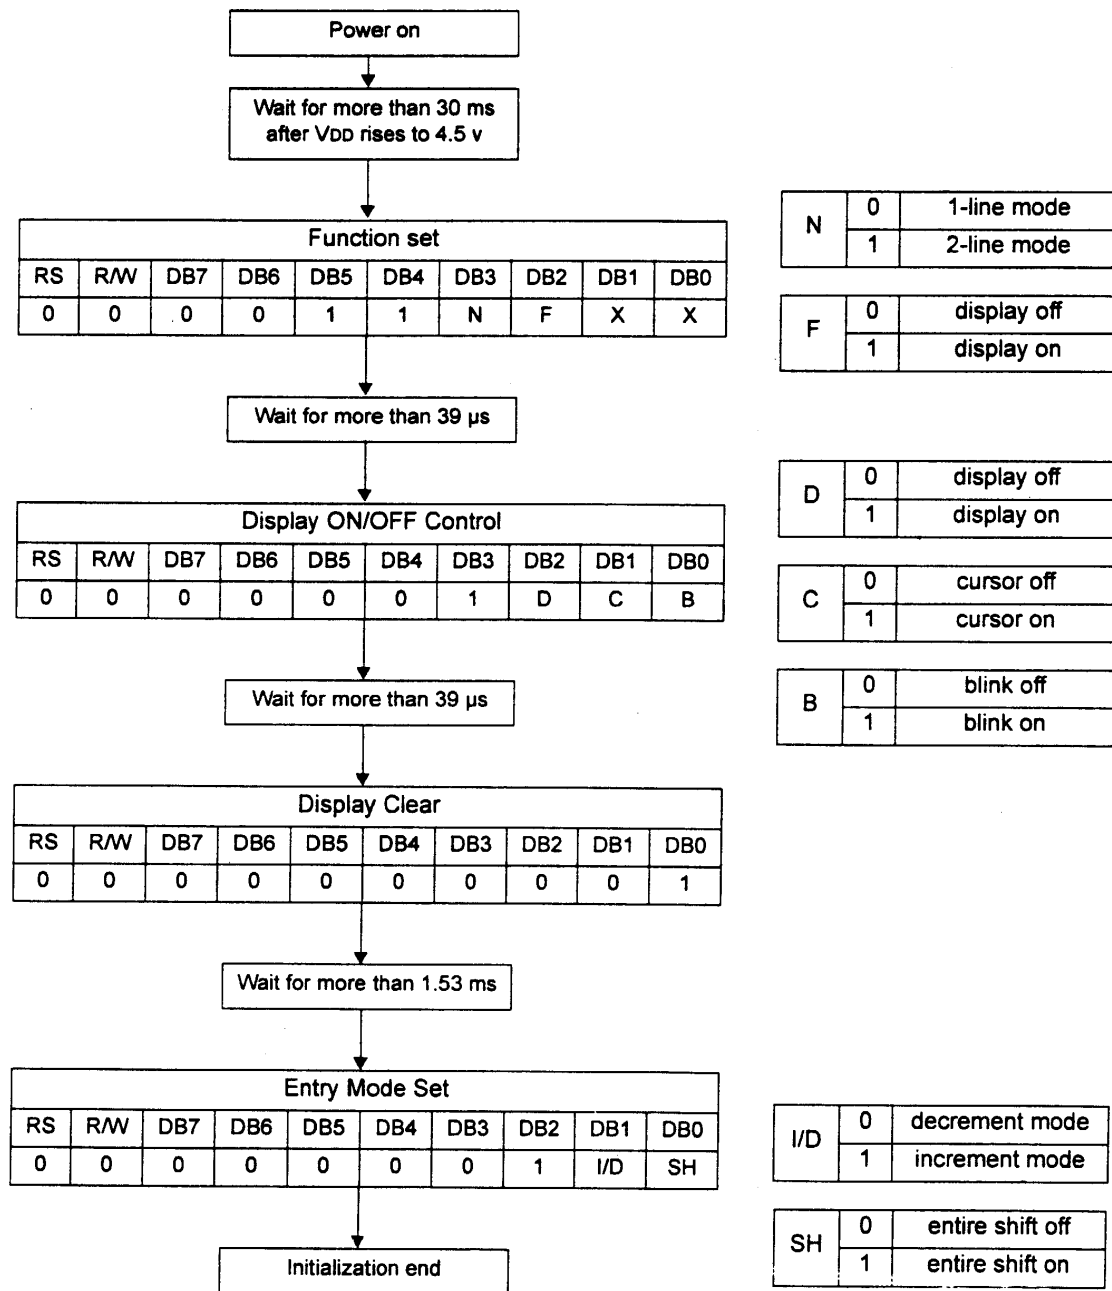 Power on
Wait for more than 30 ms
after VDD rises to 4.5 v
Function set
RS R/W DB7 DB6 DB5 DB4 DB3 DB2 DB1 DB0
0 0 0 0 1 1 N F X X
N 0 1-line mode
1 2-line mode
F 0 display off
1 display on
Wait for more than 39 µs
Display ON/OFF Control
RS R/W DB7 DB6 DB5 DB4 DB3 DB2 DB1 DB0
0 0 0 0 0 0 1 D C B
D 0 display off
1 display on
C 0 cursor off
1 cursor on
B 0 blink off
1 blink on
Wait for more than 39 µs
Display Clear
RS R/W DB7 DB6 DB5 DB4 DB3 DB2 DB1 DB0
0 0 0 0 0 0 0 0 0 1
Wait for more than 1.53 ms
Entry Mode Set
RS R/W DB7 DB6 DB5 DB4 DB3 DB2 DB1 DB0
0 0 0 0 0 0 0 1 I/D SH
I/D 0 decrement mode
1 increment mode
SH 0 entire shift off
1 entire shift on
Initialization end